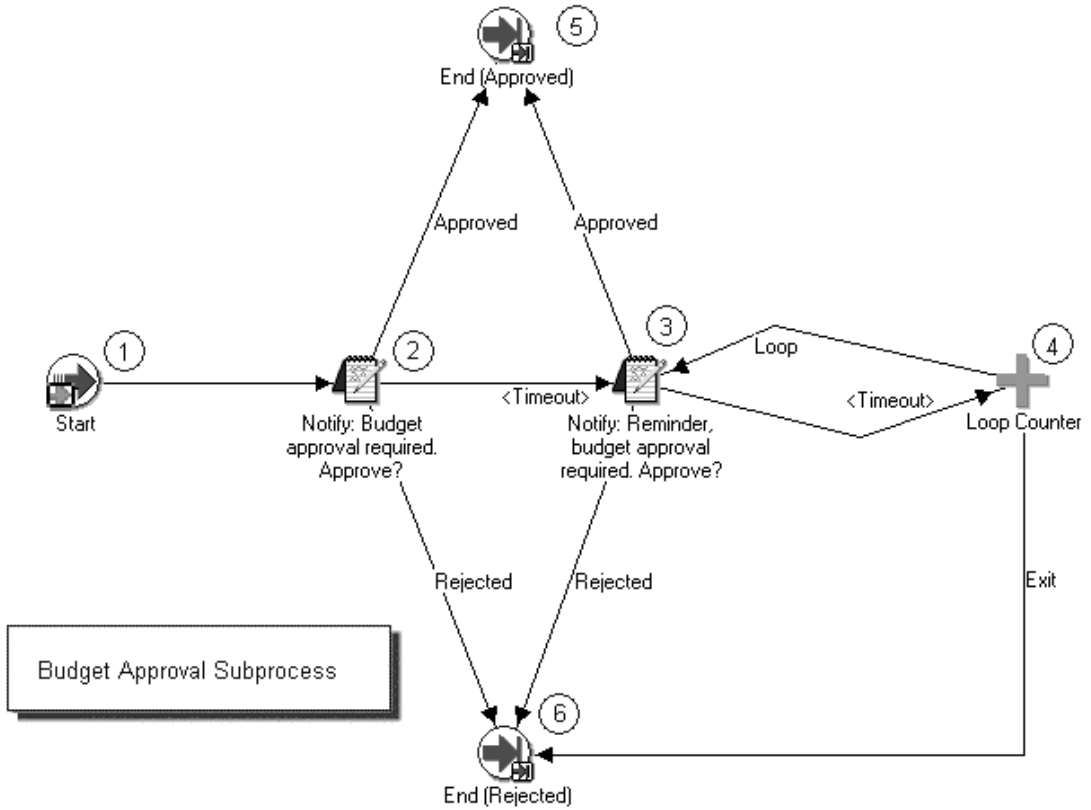 5
End (Approved)
Approved
Approved
1
2
3
4
Loop
<Timeout>
<Timeout>
Start
Notify: Budget
approval required.
Approve?
Notify: Reminder,
budget approval
required. Approve?
Loop Counter
Rejected
Rejected
Exit
Budget Approval Subprocess
6
End (Rejected)